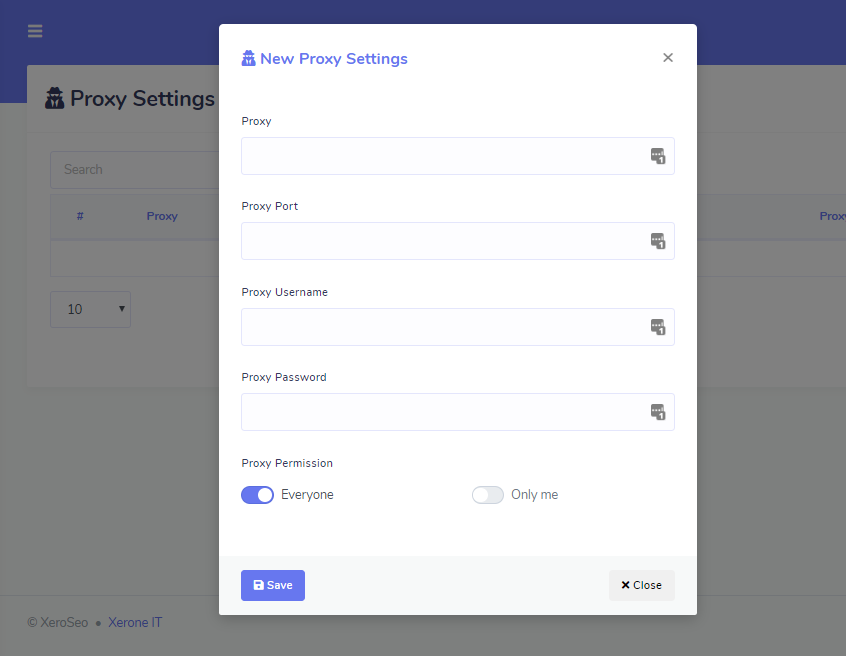 New Proxy Settings
×
Proxy Settings
Proxy
Search
# Proxy
Proxy Port
10
Proxy Username
Proxy Password
Proxy Permission
Everyone
Only me
Save
Close
© XeroSeo • Xerone IT